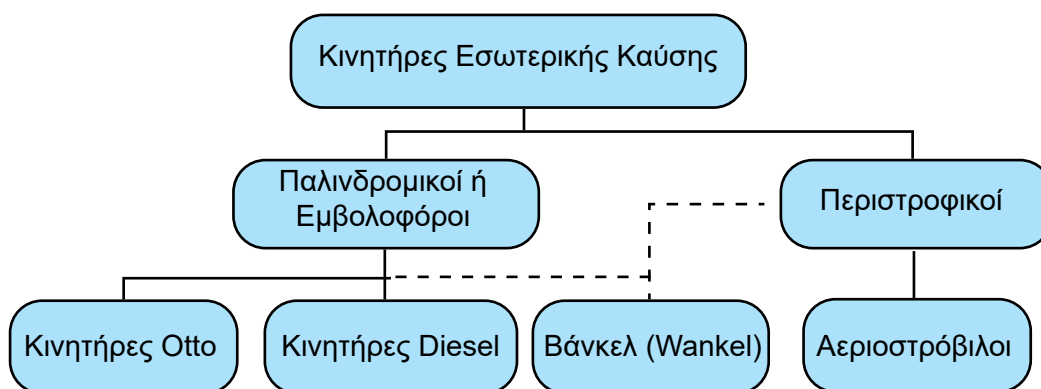 Κινητήρες Εσωτερικής Καύσης
Παλινδρομικοί ή
Εμβολοφόροι
Περιστροφικοί
Κινητήρες Otto
Κινητήρες Diesel
Βάνκελ (Wankel)
Αεριοστρόβιλοι